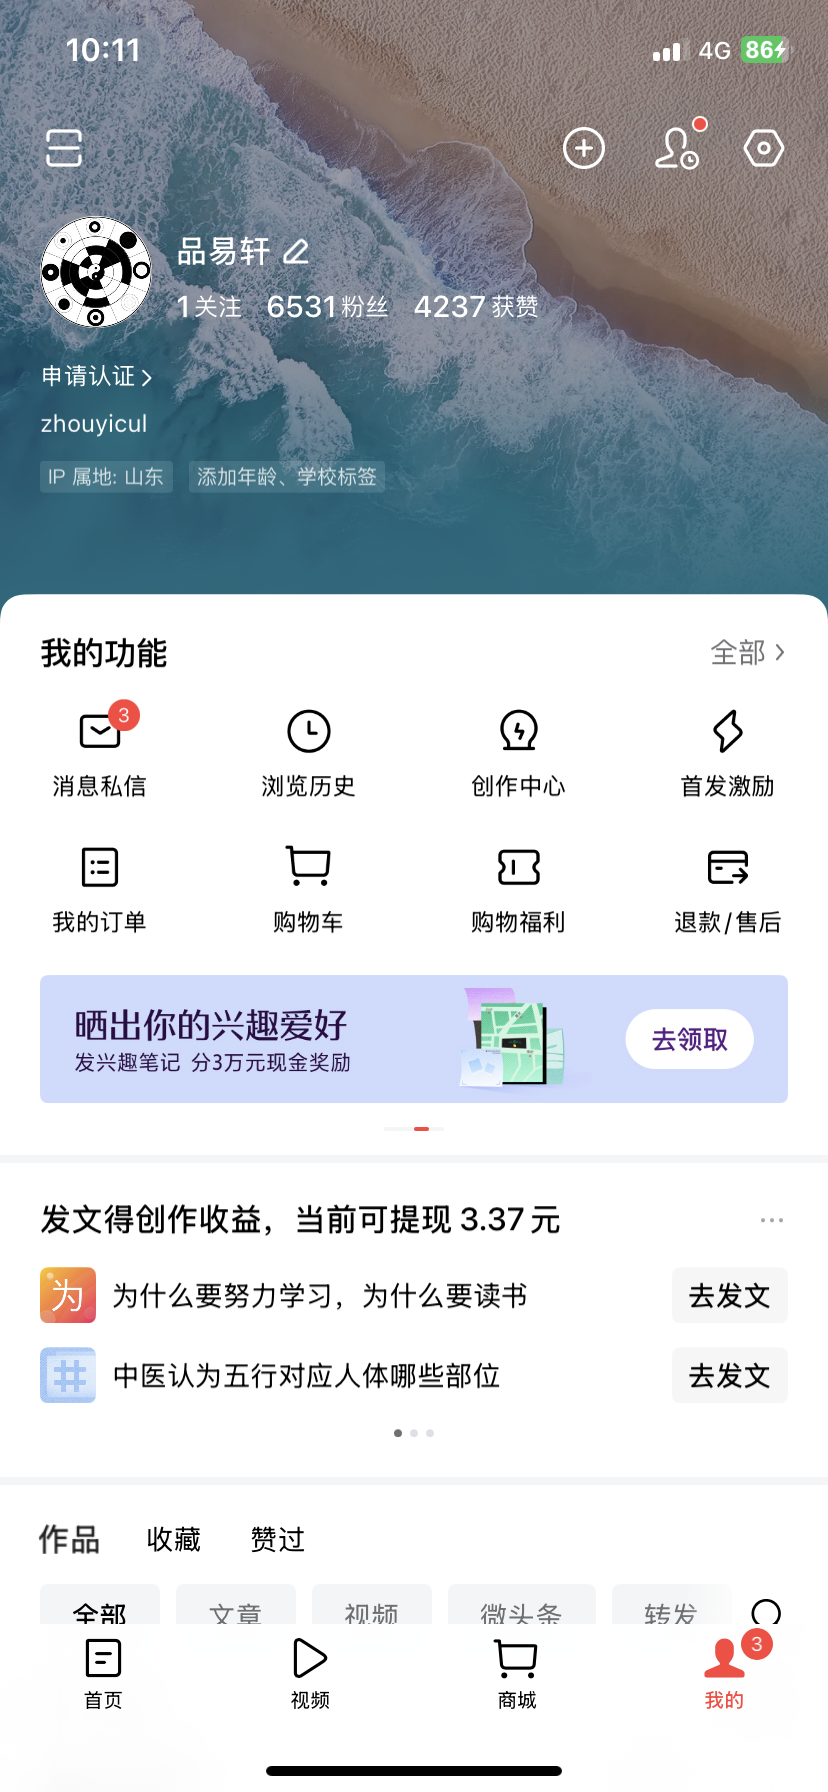 10:11
4G 86
品易轩
1关注 6531粉丝 4237获赞
申请认证
zhouyicul
IP 属地: 山东 添加年龄、学校标签
我的功能 全部
3
消息私信 浏览历史 创作中心 首发激励
我的订单 购物车 购物福利 退款/售后
晒出你的兴趣爱好
发兴趣笔记 分3万元现金奖励
去领取
发文得创作收益，当前可提现 3.37 元
为 为什么要努力学习，为什么要读书 去发文
中医认为五行对应人体哪些部位 去发文
作品 收藏 赞过
全部 文章 视频 微头条 转发
3
首页 视频 商城 我的